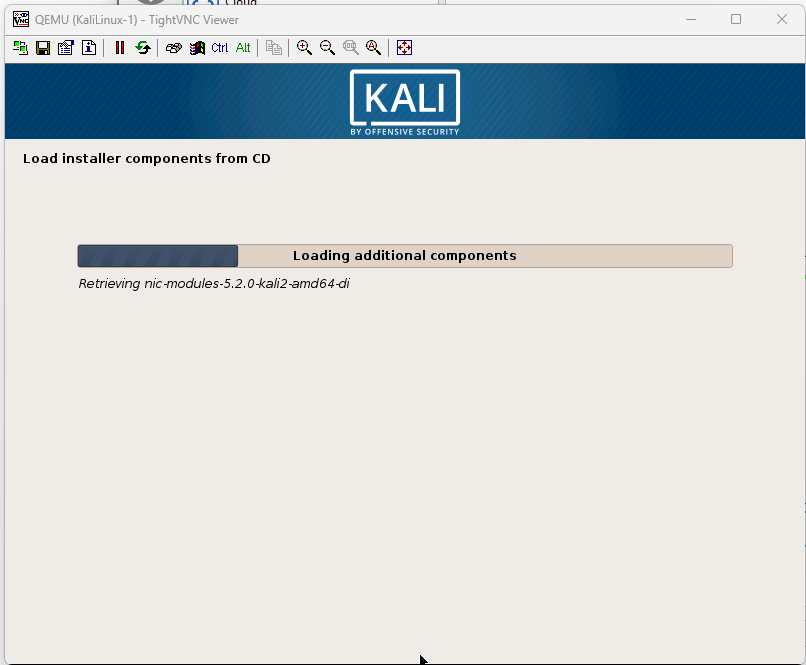 Cloud
QEMU (KaliLinux-1) - TightVNC Viewer
Ctrl Alt
KALI
BY OFFENSIVE SECURITY
Load installer components from CD
Loading additional components
Retrieving nic-modules-5.2.0-kali2-amd64-di